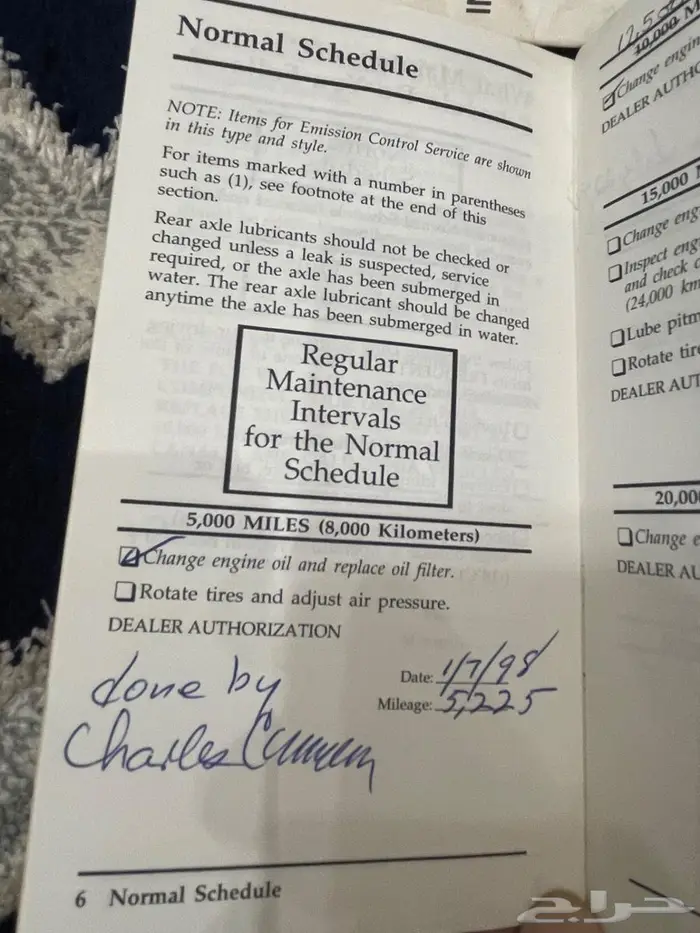 Normal Schedule
NOTE: Items for Emission Control Service are shown
in this type and style.
For items marked with a number in parentheses
such as (1), see footnote at the end of this
section.
Rear axle lubricants should not be checked or
changed unless a leak is suspected, service
required, or the axle has been submerged in
water. The rear axle lubricant should be changed
anytime the axle has been submerged in water.
Regular
Maintenance
Intervals
for the Normal
Schedule
5,000 MILES (8,000 Kilometers)
Change engine oil and replace oil filter.
Rotate tires and adjust air pressure.
DEALER AUTHORIZATION
Date: 1/7/98
Mileage: 5,225
done by
Charles
6 Normal Schedule
10,000 M
Change engin
DEALER AUTHO
15,000
Change eng
Inspect eng
and check
(24,000 km
Lube pitm
Rotate tire
DEALER AUT
20,00
Change e
DEALER AU
حراج